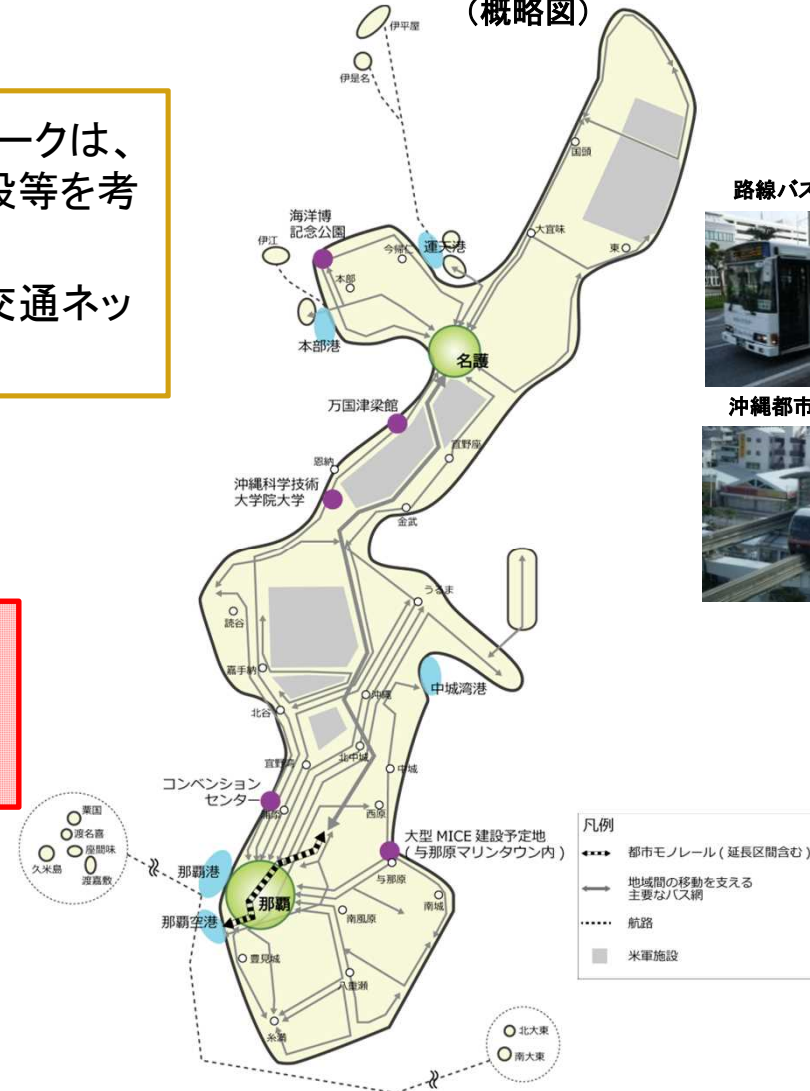 (概略図)
ークは、
設等を考
交通ネッ
路線バス
沖縄都市
伊平屋
伊是名
国頭
海洋博
記念公園
伊江
今帰仁
運天港
大宜味
東
本部
本部港
名護
万国津梁館
宜野座
恩納
沖縄科学技術
大学院大学
金武
うるま
読谷
嘉手納
中城湾港
沖縄
北谷
宜野湾
北中城
中城
コンベンション
センター
浦添
西原
大型 MICE 建設予定地
(与那原マリンタウン内)
与那原
粟国
渡名喜
座間味
久米島
渡嘉敷
那覇港
那覇
那覇空港
南風原
南城
豊見城
八重瀬
糸満
北大東
南大東
凡例
都市モノレール(延長区間含む)
地域間の移動を支える
主要なバス網
航路
米軍施設